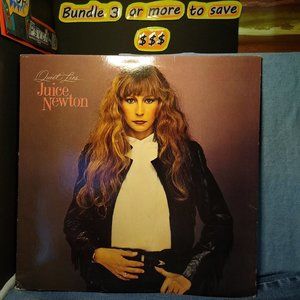 Bundle 3 or more to save
$$$
Quiet Lies
Juice
Newton